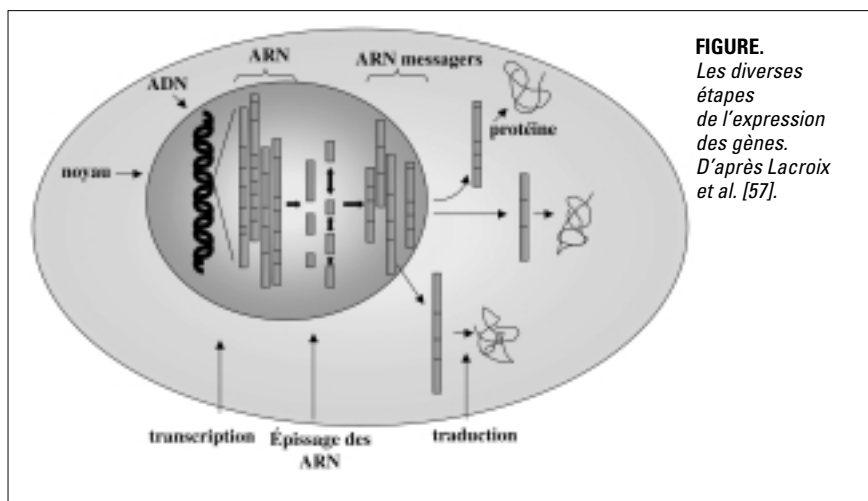 ARN
ARN messagers
ADN
protéine
noyau
transcription
Épissage des
ARN
traduction
FIGURE.
Les diverses
étapes
de l'expression
des gènes.
D'après Lacroix
et al. [57].